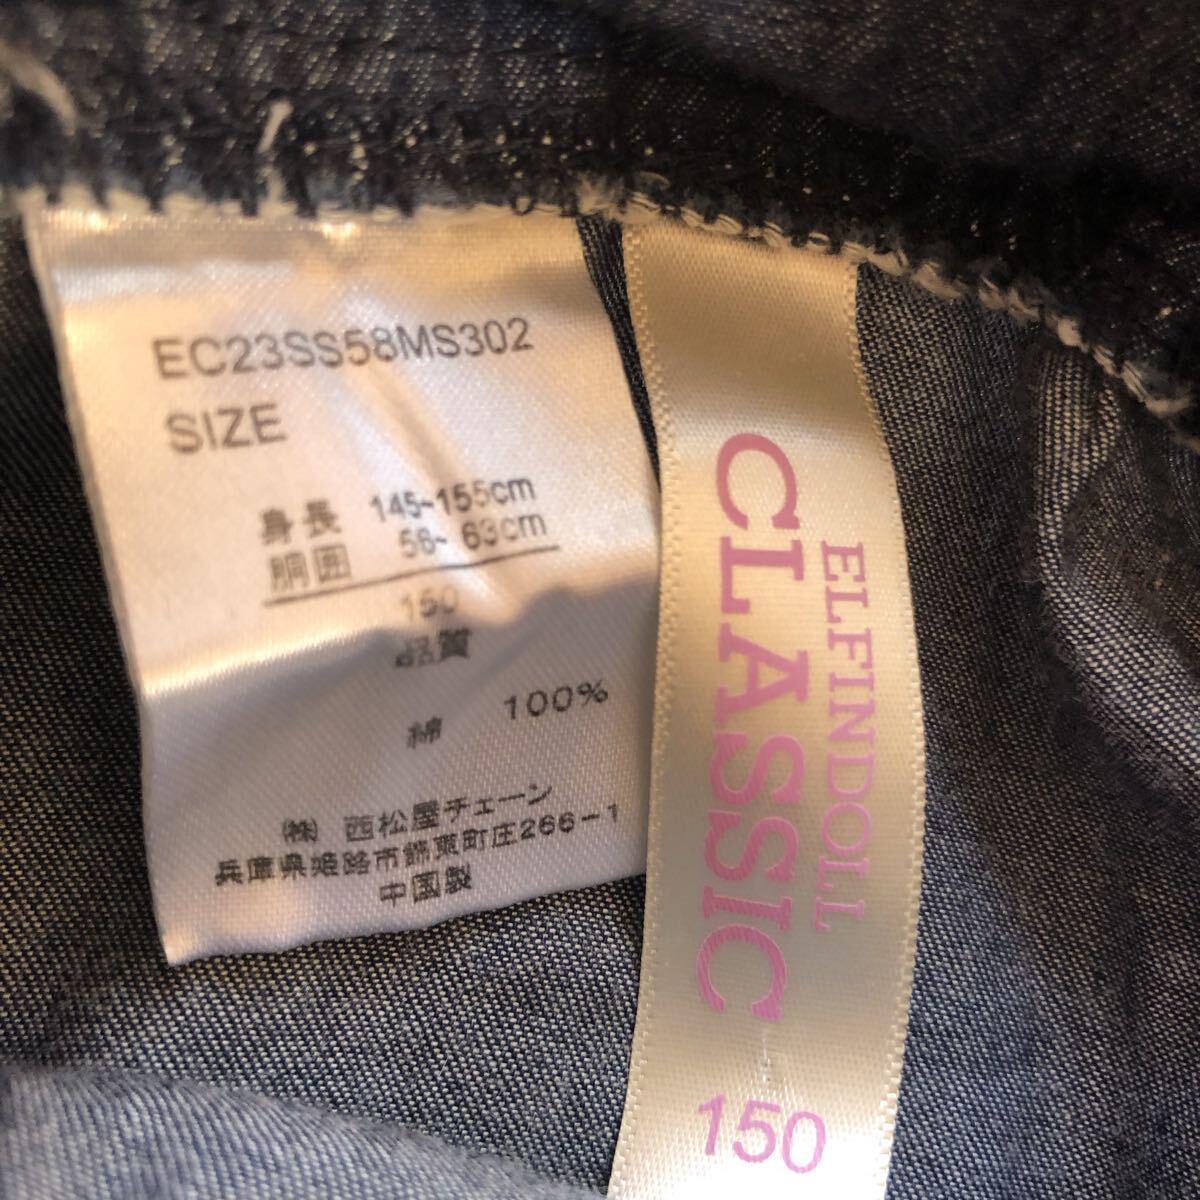 EC23SS58MS302
SIZE
身長 145~155cm
胴囲 56~63cm
150
品質
綿 100%
㈱ 西松屋チェーン
兵庫県姫路市飾東町庄266-1
中国製
ELFINDOLL
CLASSIC
150